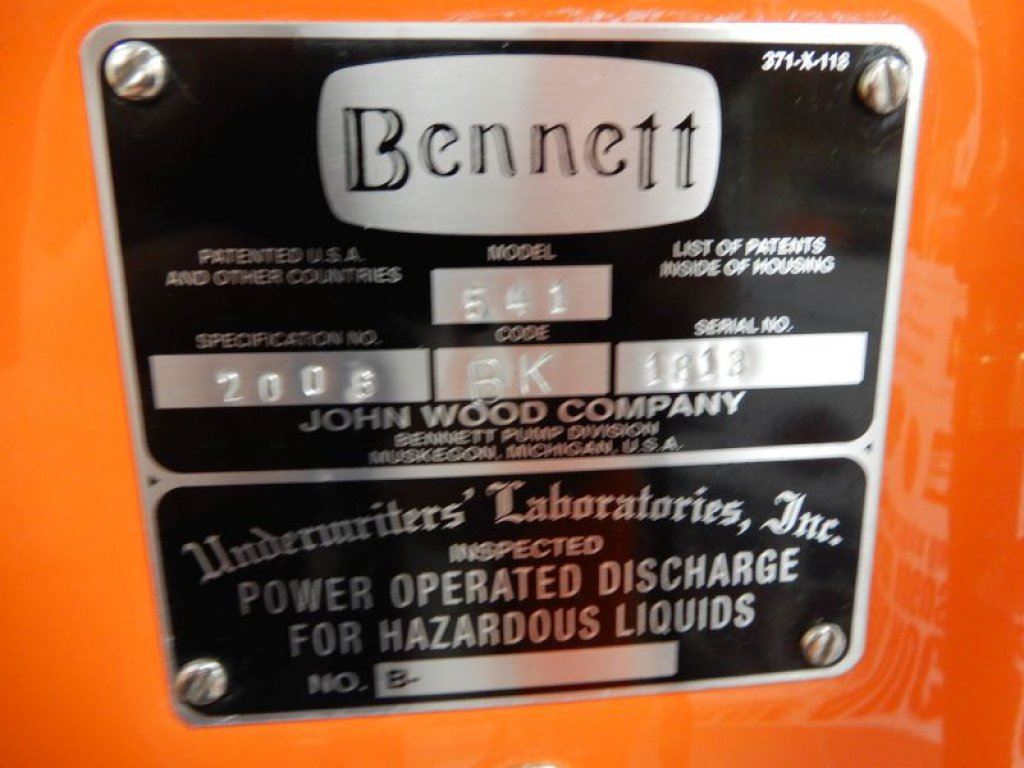 371-X-118
Bennett
PATENTED U.S.A.
AND OTHER COUNTRIES
MODEL
541
LIST OF PATENTS
INSIDE OF HOUSING
SPECIFICATION NO.
2006
CODE
BK
SERIAL NO.
1813
JOHN WOOD COMPANY
BENNETT PUMP DIVISION
MUSKEGON, MICHIGAN, U.S.A.
Underwriters' Laboratories, Inc.
INSPECTED
POWER OPERATED DISCHARGE
FOR HAZARDOUS LIQUIDS
NO. B-